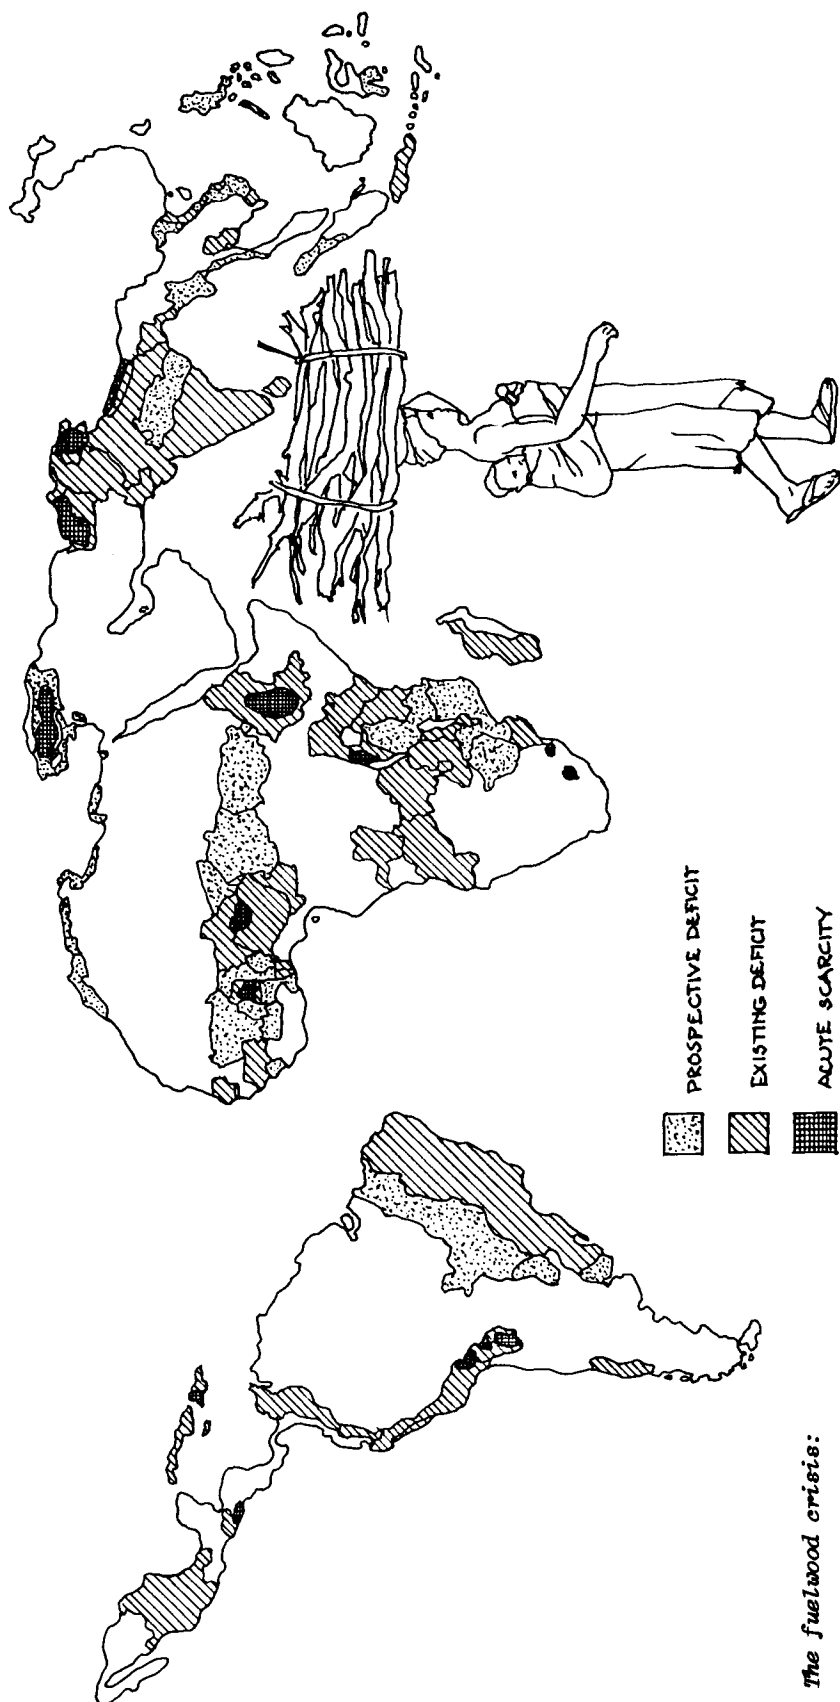 PROSPECTIVE DEFICIT
EXISTING DEFICIT
ACUTE SCARCITY
The fuelwood crisis: